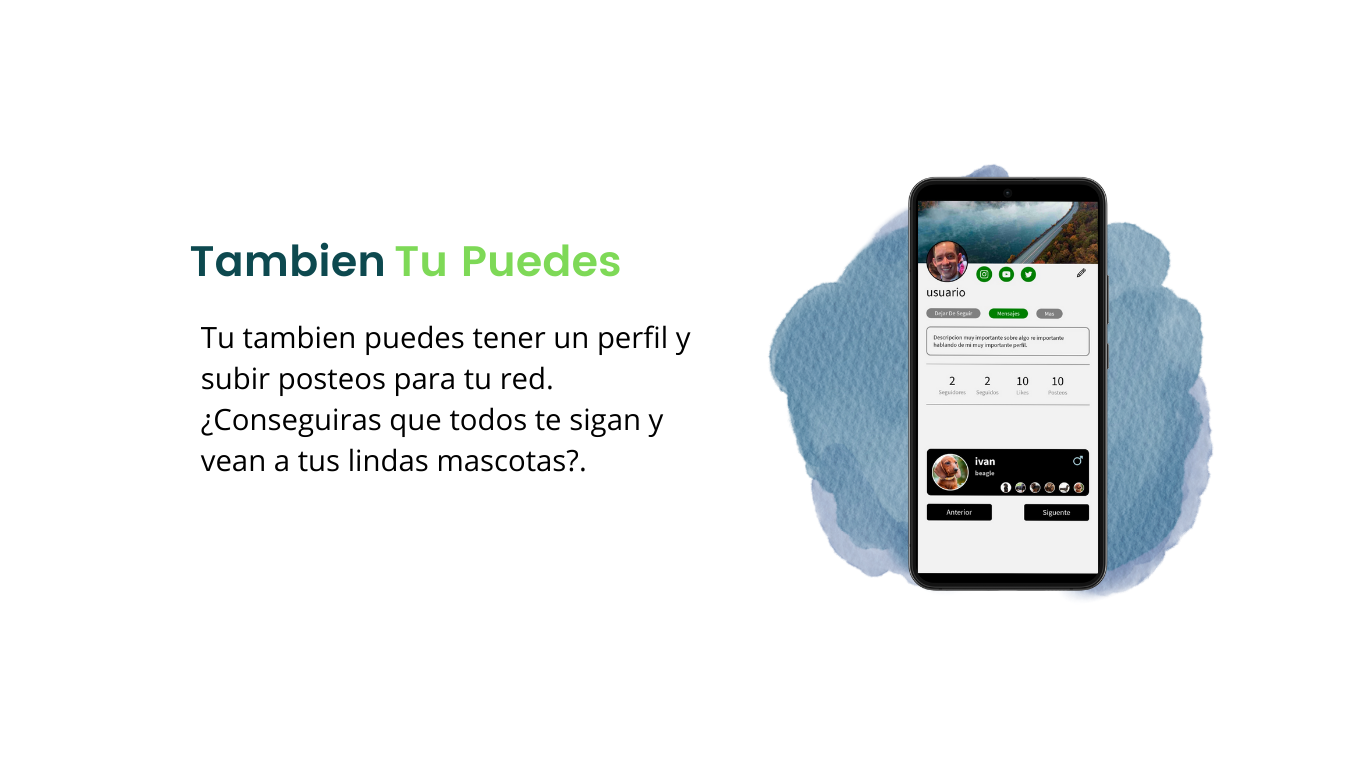 Tambien Tu Puedes
Tu tambien puedes tener un perfil y
subir posteos para tu red.
¿Conseguiras que todos te sigan y
vean a tus lindas mascotas?.
usuario
Dejar De Seguir Mensajes Mas
Descripcion muy importante sobre algo re importante
hablando de mi muy importante perfil.
2 2 10 10
Seguidores Seguidos Likes Posteos
ivan
beagle
Anterior Siguente